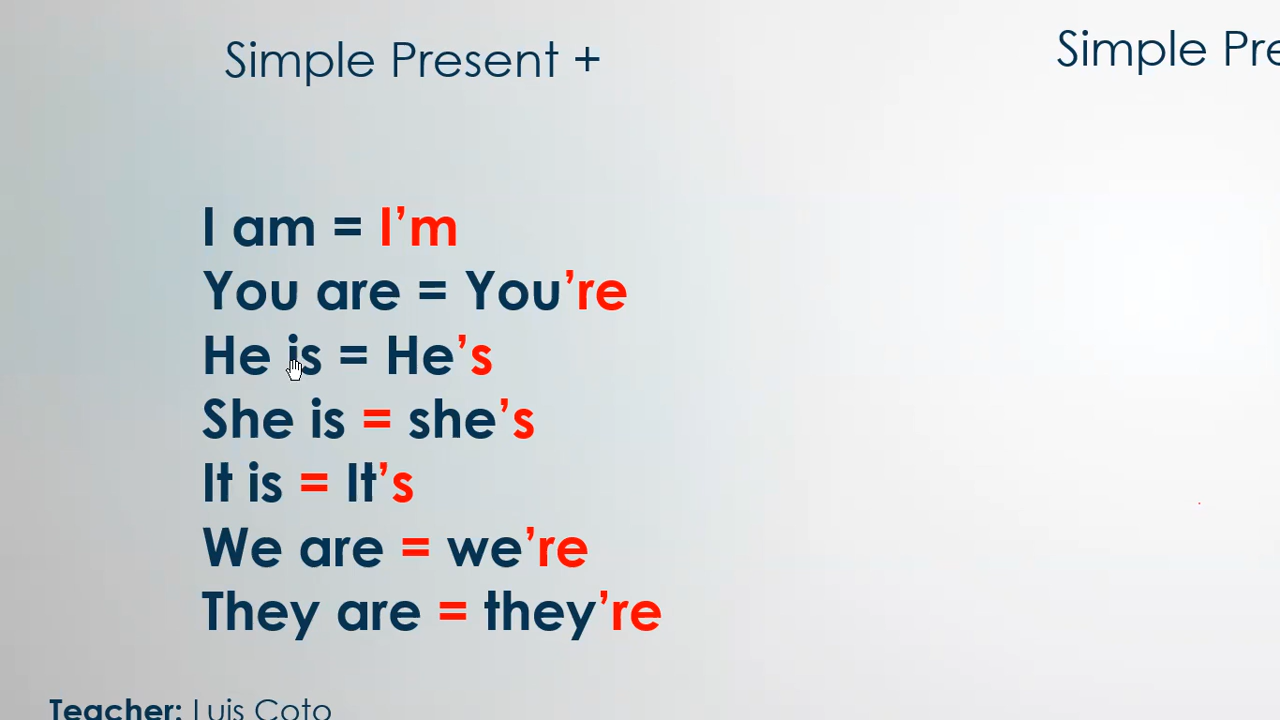 Simple Present +
Simple Pre
I am = I’m
You are = You’re
He is = He’s
She is = she’s
It is = It’s
We are = we’re
They are = they’re
Teacher: Luis Coto